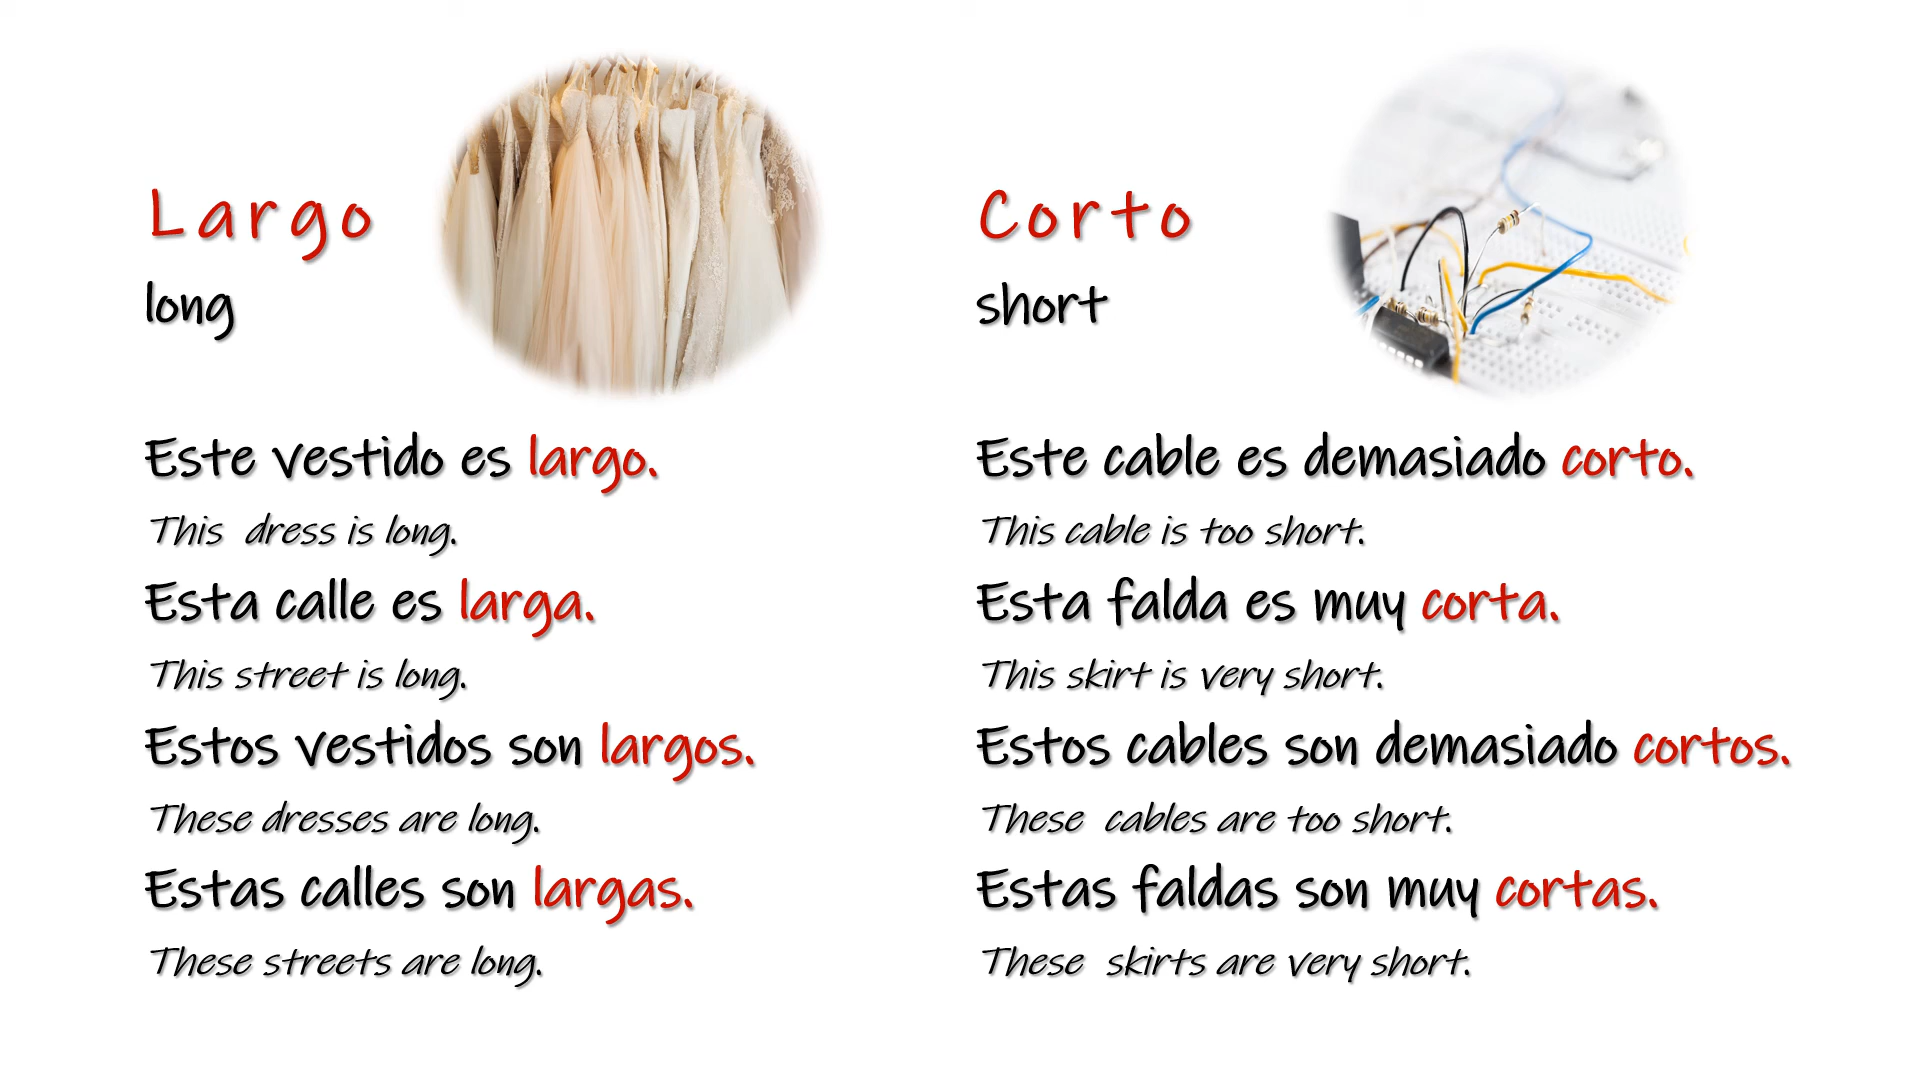 Largo
long
Este vestido es largo.
This dress is long.
Esta calle es larga.
This street is long.
Estos vestidos son largos.
These dresses are long.
Estas calles son largas.
These streets are long.
Corto
short
Este cable es demasiado corto.
This cable is too short.
Esta falda es muy corta.
This skirt is very short.
Estos cables son demasiado cortos.
These cables are too short.
Estas faldas son muy cortas.
These skirts are very short.